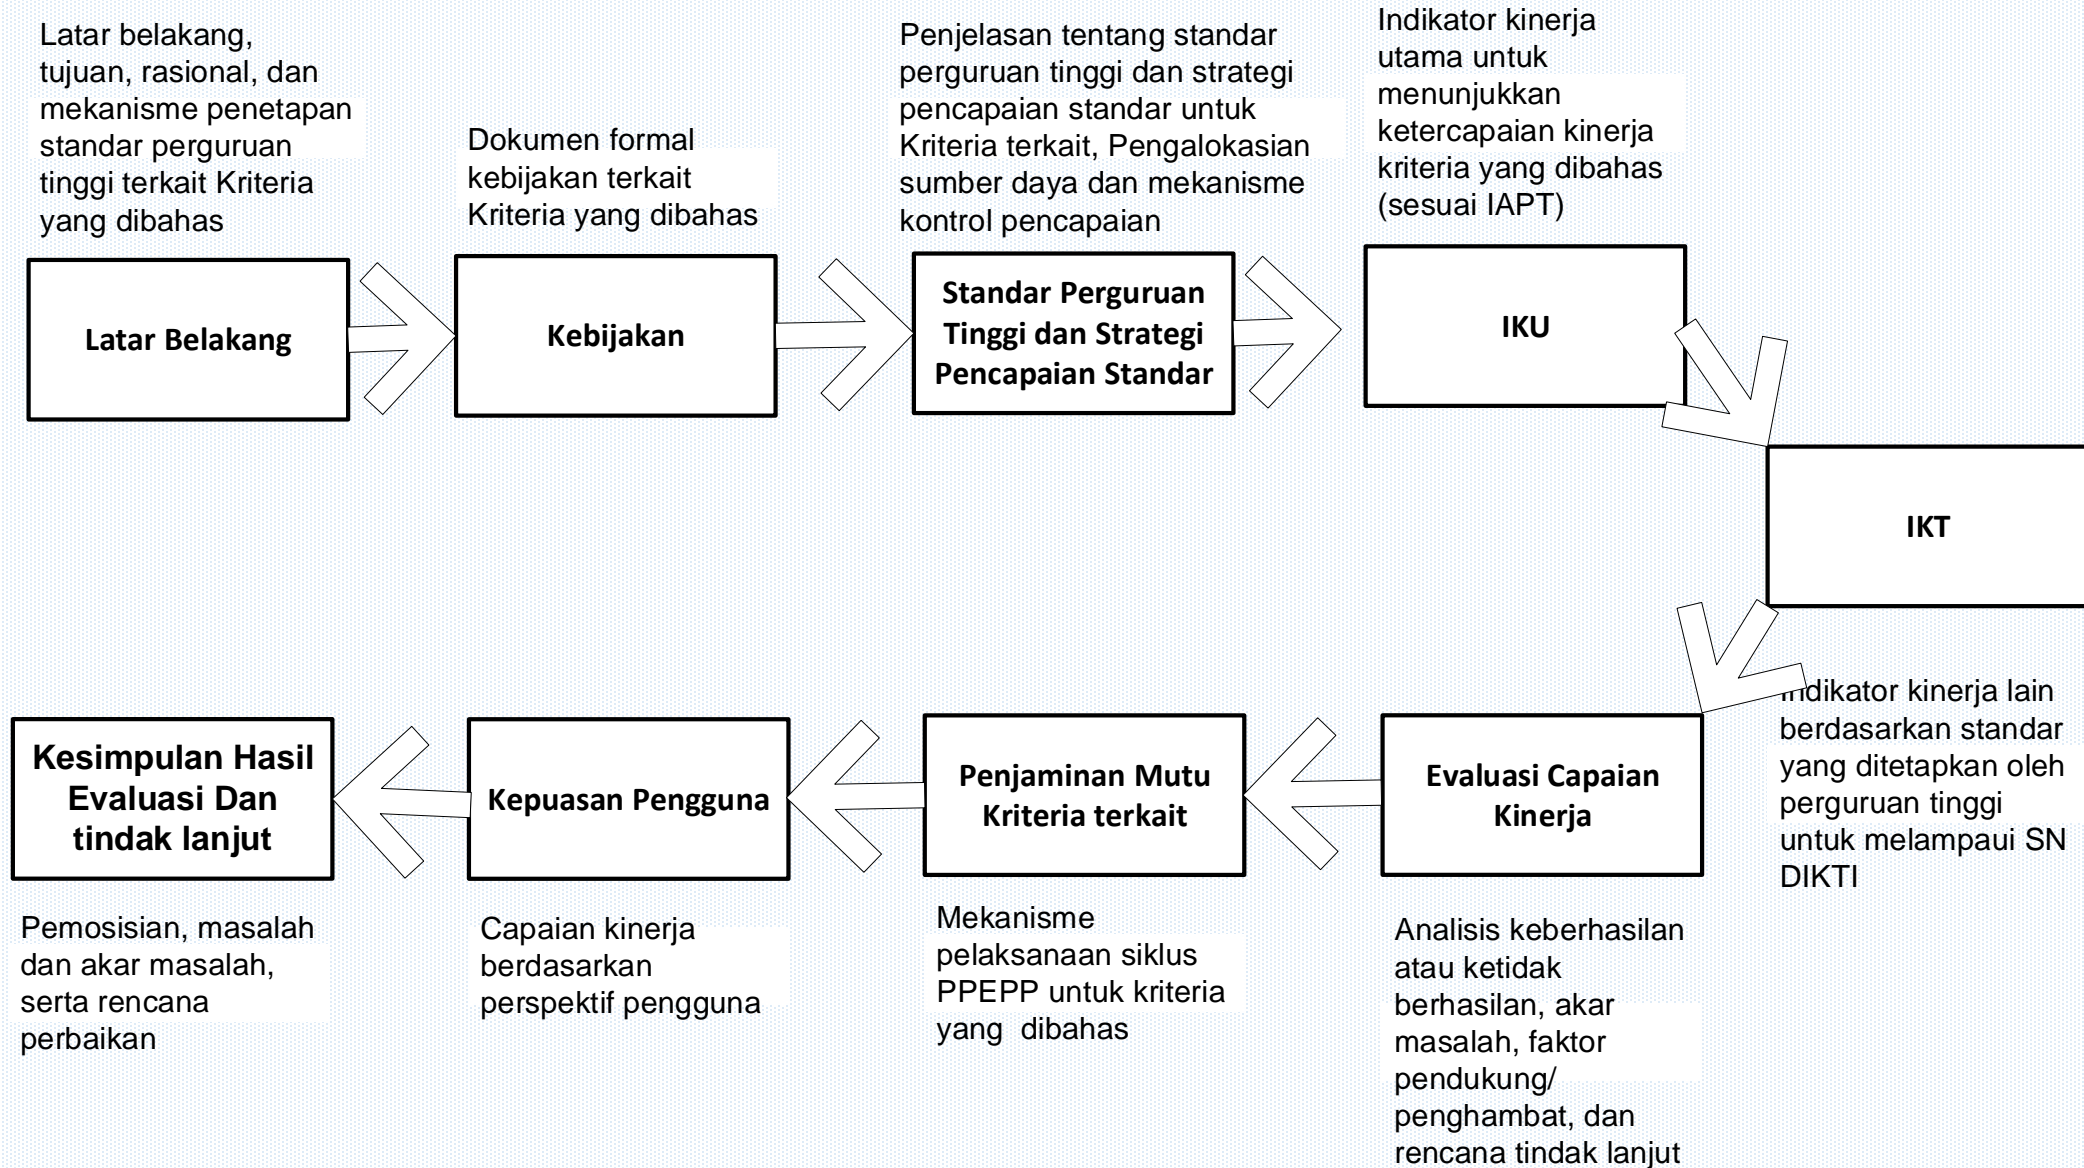 Latar belakang,
tujuan, rasional, dan
mekanisme penetapan
standar perguruan
tinggi terkait Kriteria
yang dibahas
Latar Belakang
Dokumen formal
kebijakan terkait
Kriteria yang dibahas
Kebijakan
Penjelasan tentang standar
perguruan tinggi dan strategi
pencapaian standar untuk
Kriteria terkait, Pengalokasian
sumber daya dan mekanisme
kontrol pencapaian
Standar Perguruan
Tinggi dan Strategi
Pencapaian Standar
Indikator kinerja
utama untuk
menunjukkan
ketercapaian kinerja
kriteria yang dibahas
(sesuai IAPT)
IKU
IKT
Indikator kinerja lain
berdasarkan standar
yang ditetapkan oleh
perguruan tinggi
untuk melampaui SN
DIKTI
Evaluasi Capaian
Kinerja
Analisis keberhasilan
atau ketidak
berhasilan, akar
masalah, faktor
pendukung/
penghambat, dan
rencana tindak lanjut
Penjaminan Mutu
Kriteria terkait
Mekanisme
pelaksanaan siklus
PPEPP untuk kriteria
yang  dibahas
Kepuasan Pengguna
Capaian kinerja
berdasarkan
perspektif pengguna
Kesimpulan Hasil
Evaluasi Dan
tindak lanjut
Pemosisian, masalah
dan akar masalah,
serta rencana
perbaikan